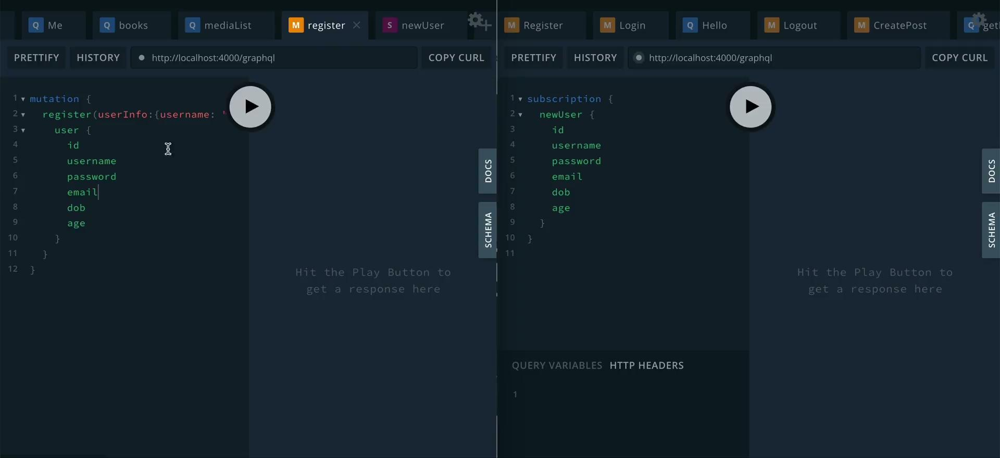 Q Me
Q books
Q mediaList
M register
S newUser
PRETTIFY
HISTORY
http://localhost:4000/graphql
COPY CURL
1 mutation {
2 register(userInfo:{username: "
3 user {
4 id
5 username
6 password
7 email
8 dob
9 age
10 }
11 }
12 }
Hit the Play Button to
get a response here
DOCS
SCHEMA
M Register
M Login
Q Hello
M Logout
M CreatePost
Q get
PRETTIFY
HISTORY
http://localhost:4000/graphql
COPY CURL
1 subscription {
2 newUser {
3 id
4 username
5 password
6 email
7 dob
8 age
9 }
10 }
11
Hit the Play Button to
get a response here
DOCS
SCHEMA
QUERY VARIABLES HTTP HEADERS
1